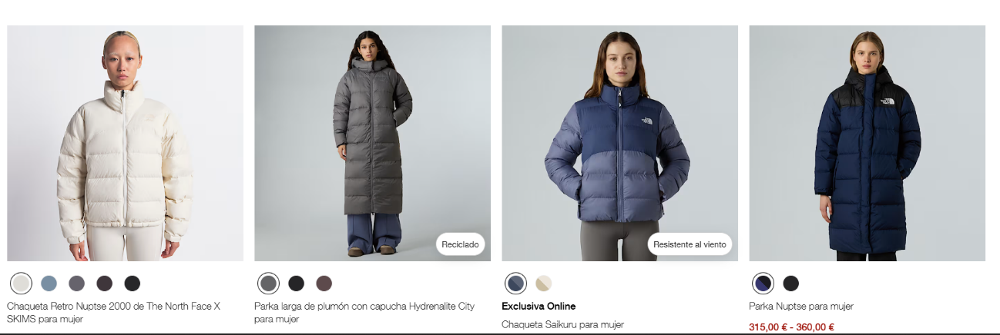 Reciclado
Resistente al viento
Chaqueta Retro Nuptse 2000 de The North Face X
SKIMS para mujer
Parka larga de plumón con capucha Hydrenalite City
para mujer
Exclusiva Online
Chaqueta Saikuru para mujer
Parka Nuptse para mujer
315,00 € - 360,00 €